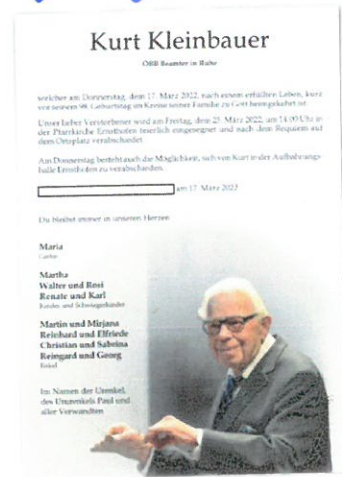 Kurt Kleinbauer
ÖBB Beamter in Ruhe
welcher am Donnerstag, dem 17. März 2022, nach einem erfüllten Leben, kurz
vor seinem 98. Geburtstag im Kreise seiner Familie zu Gott heimgekehrt ist.
Unser lieber Verstorbener wird am Freitag, dem 25. März 2022, um 14.00 Uhr in
der Pfarrkirche Ernsthofen feierlich eingesegnet und nach dem Requiem auf
dem Ortsplatz verabschiedet.
Am Donnerstag besteht auch die Möglichkeit, sich von Kurt in der Aufbahrungs-
halle Ernsthofen zu verabschieden.
am 17. März 2022
Du bleibst immer in unseren Herzen
Maria
Gattin
Martha
Walter und Rosi
Renate und Karl
Kinder und Schwiegerkinder
Martin und Mirjana
Reinhard und Elfriede
Christian und Sabrina
Reingard und Georg
Enkel
Im Namen der Urenkel,
des Ururenkels Paul und
aller Verwandten